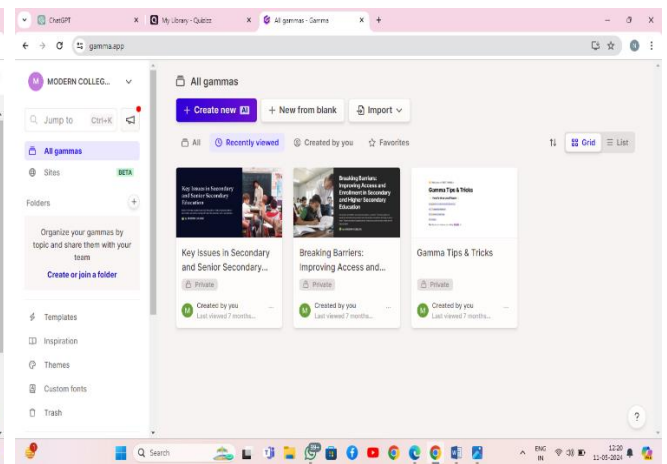 ChatGPT
My Library - Quizizz
All gammas - Gamma
gamma.app
M MODERN COLLEG...
Jump to Ctrl+K
All gammas
Sites BETA
Folders
Organize your gammas by
topic and share them with your
team
Create or join a folder
Templates
Inspiration
Themes
Custom fonts
Trash
All gammas
+ Create new AI
+ New from blank
Import
All
Recently viewed
Created by you
Favorites
Grid
List
Key Issues in Secondary
and Senior Secondary
Education
Key Issues in Secondary
and Senior Secondary...
Private
M Created by you
Last viewed 7 months...
Breaking Barriers:
Improving Access and
Enrollment in Secondary
and Higher Secondary
Education
Breaking Barriers:
Improving Access and...
Private
M Created by you
Last viewed 7 months...
Gamma Tips & Tricks
Gamma Tips & Tricks
Private
M Created by you
Last viewed 7 months...
?
Search
ENG
IN
12:20